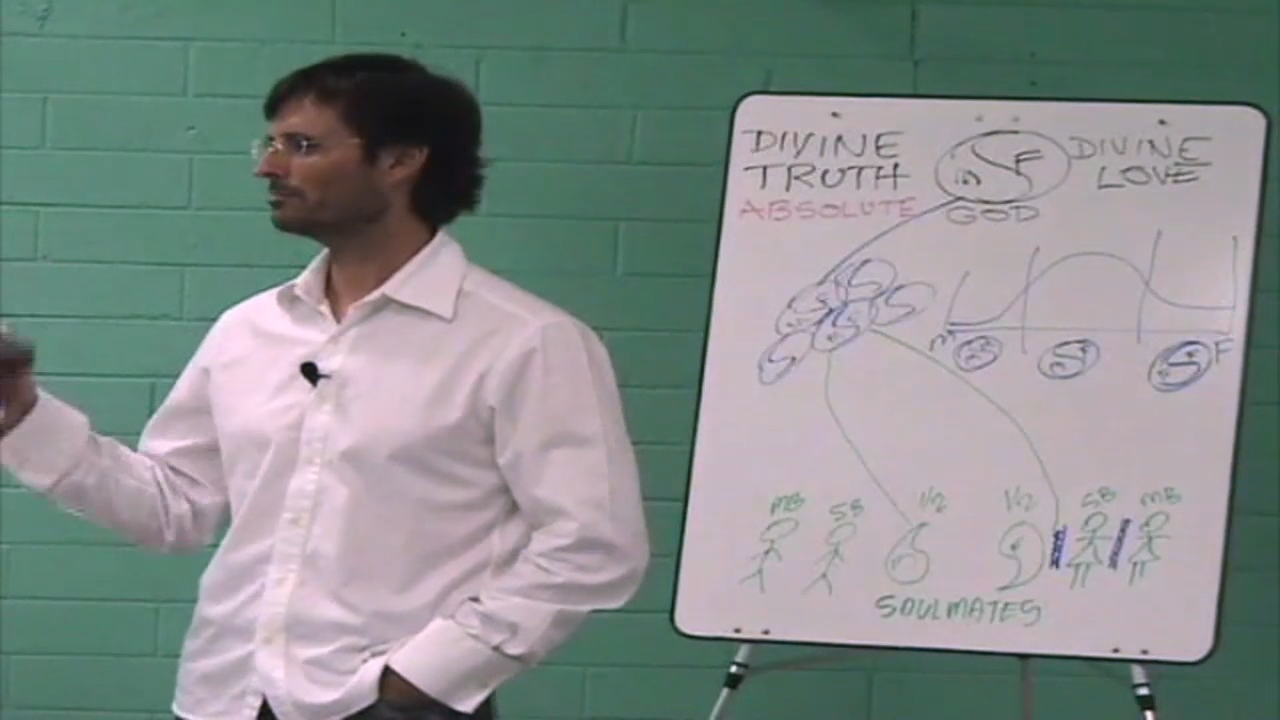 DIVINE TRUTH
M F
DIVINE LOVE
ABSOLUTE
GOD
M
F
MB SB 1/2 1/2 SB MB
SOULMATES